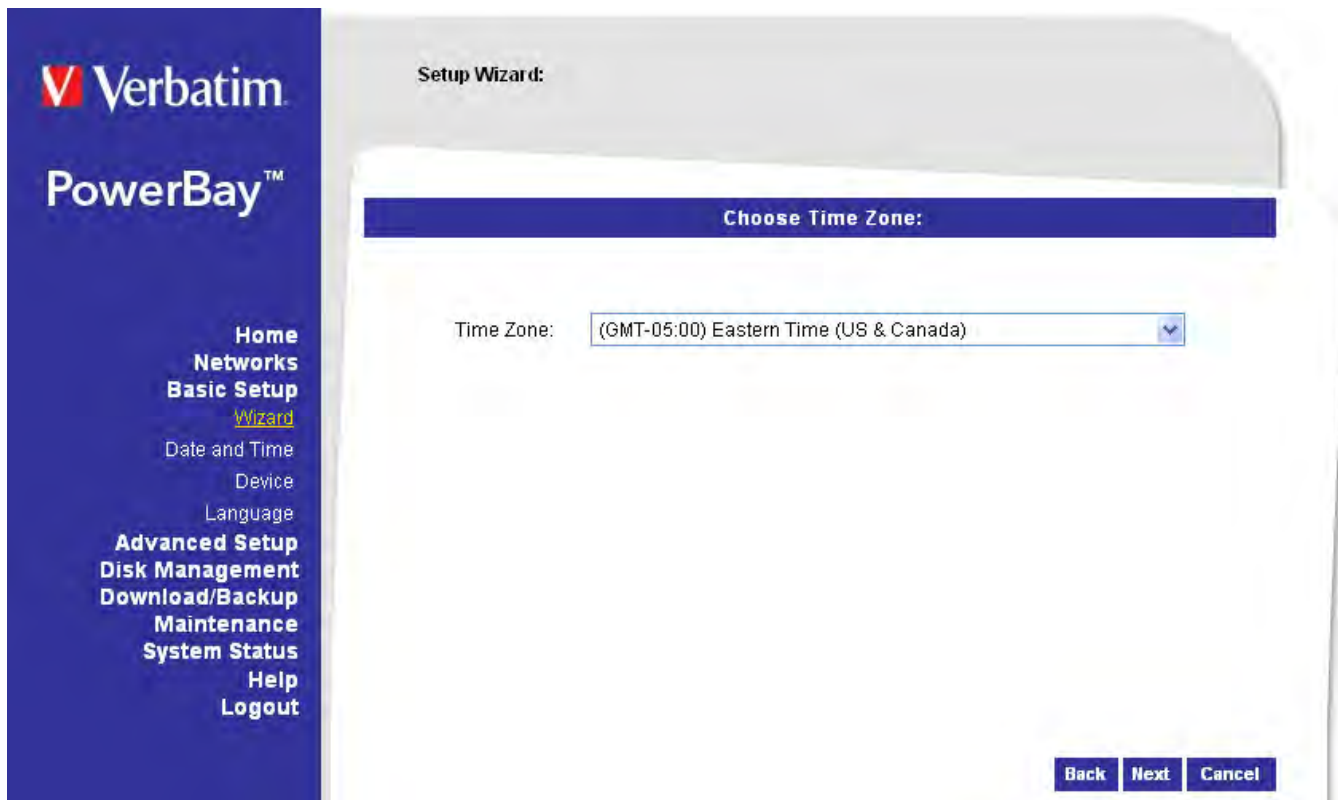 Verbatim
PowerBay™
Home
Networks
Basic Setup
Wizard
Date and Time
Device
Language
Advanced Setup
Disk Management
Download/Backup
Maintenance
System Status
Help
Logout
Setup Wizard:
Choose Time Zone:
Time Zone: (GMT-05:00) Eastern Time (US & Canada)
Back Next Cancel